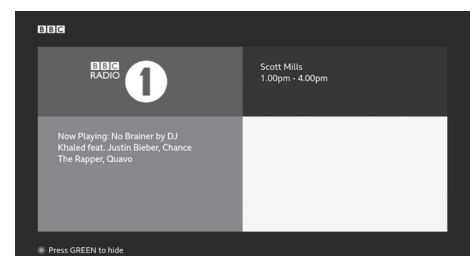 BBC
BBC
RADIO 1
Scott Mills
1.00pm - 4.00pm
Now Playing: No Brainer by DJ
Khaled feat. Justin Bieber, Chance
The Rapper, Quavo
Press GREEN to hide